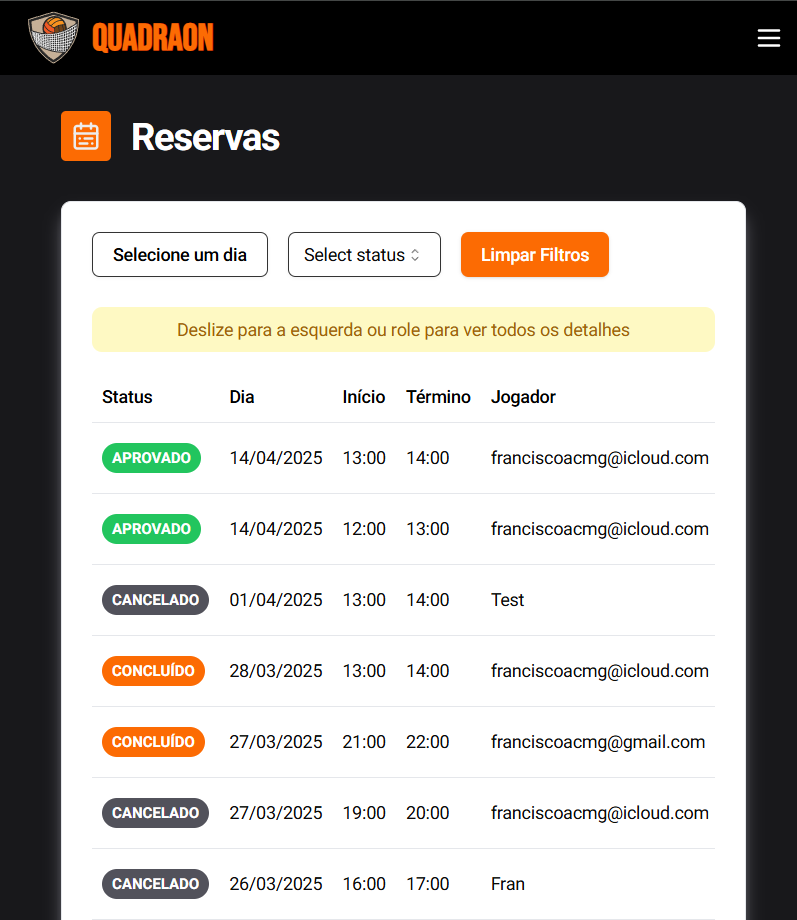 QUADRAON
Reservas
Selecione um dia Select status Limpar Filtros
Deslize para a esquerda ou role para ver todos os detalhes
Status Dia Início Término Jogador
APROVADO 14/04/2025 13:00 14:00 franciscoacmg@icloud.com
APROVADO 14/04/2025 12:00 13:00 franciscoacmg@icloud.com
CANCELADO 01/04/2025 13:00 14:00 Test
CONCLUÍDO 28/03/2025 13:00 14:00 franciscoacmg@icloud.com
CONCLUÍDO 27/03/2025 21:00 22:00 franciscoacmg@gmail.com
CANCELADO 27/03/2025 19:00 20:00 franciscoacmg@icloud.com
CANCELADO 26/03/2025 16:00 17:00 Fran